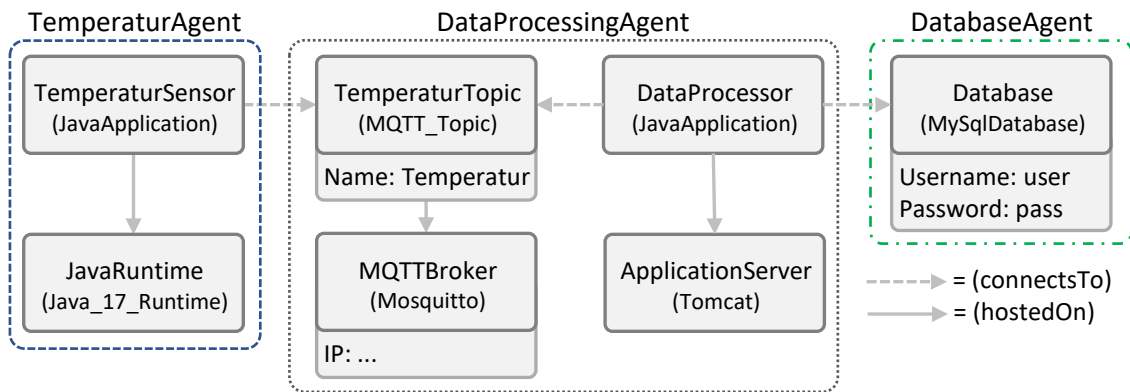 TemperaturAgent
TemperaturSensor
(JavaApplication)
JavaRuntime
(Java_17_Runtime)
DataProcessingAgent
TemperaturTopic
(MQTT_Topic)
Name: Temperatur
MQTTBroker
(Mosquitto)
IP: ...
DataProcessor
(JavaApplication)
ApplicationServer
(Tomcat)
DatabaseAgent
Database
(MySqlDatabase)
Username: user
Password: pass
= (connectsTo)
= (hostedOn)